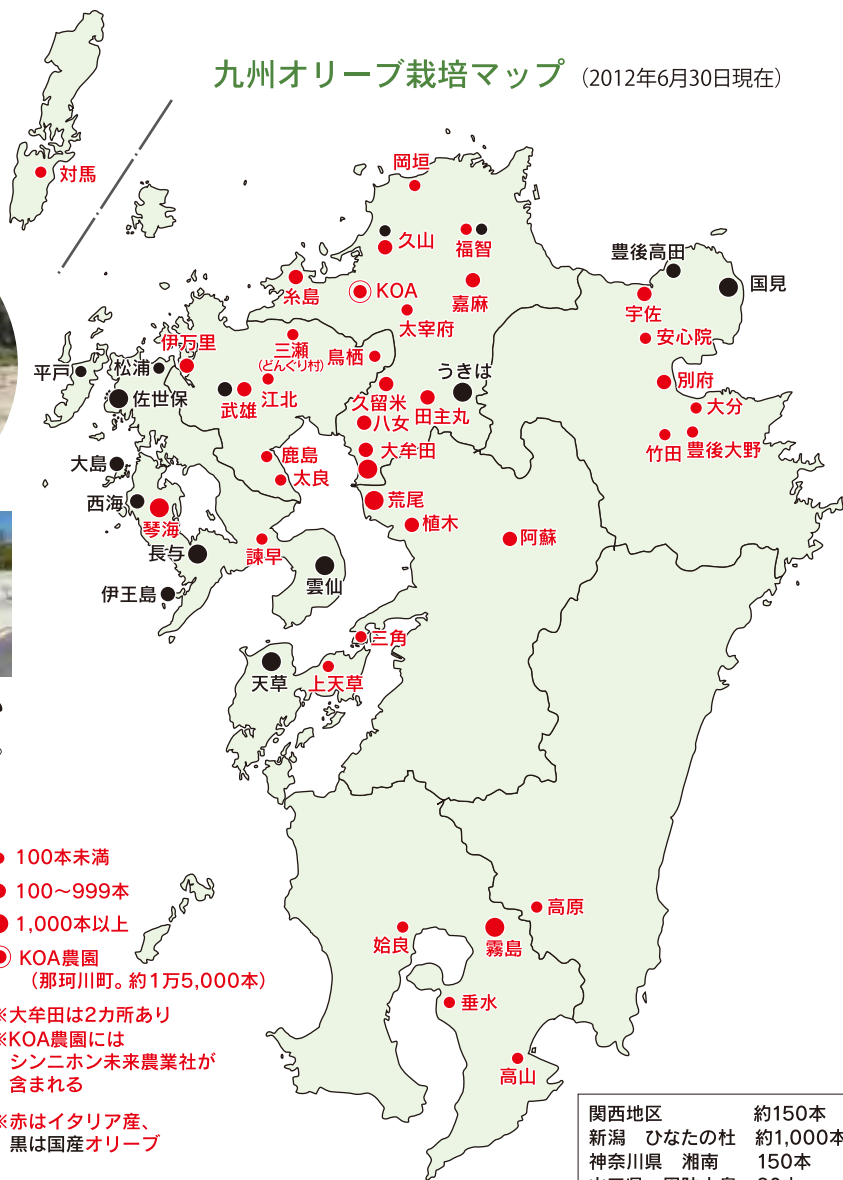 九州オリーブ栽培マップ（2012年6月30日現在）
対馬
岡垣
久山
福智
豊後高田
国見
糸島
KOA
嘉麻
宇佐
太宰府
安心院
伊万里
三瀬
（どんぐり村）
鳥栖
うきは
平戸
松浦
別府
佐世保
武雄
江北
久留米
田主丸
大分
八女
竹田
豊後大野
大島
鹿島
大牟田
太良
西海
荒尾
琴海
植木
阿蘇
長与
諫早
雲仙
伊王島
三角
天草
上天草
100本未満
100〜999本
1,000本以上
KOA農園
（那珂川町。約1万5,000本）
高原
姶良
霧島
垂水
高山
※大牟田は2カ所あり
※KOA農園には
シンニホン未来農業社が
含まれる
※赤はイタリア産、
黒は国産オリーブ
関西地区 約150本
新潟 ひなたの杜 約1,000本
神奈川県 湘南 150本